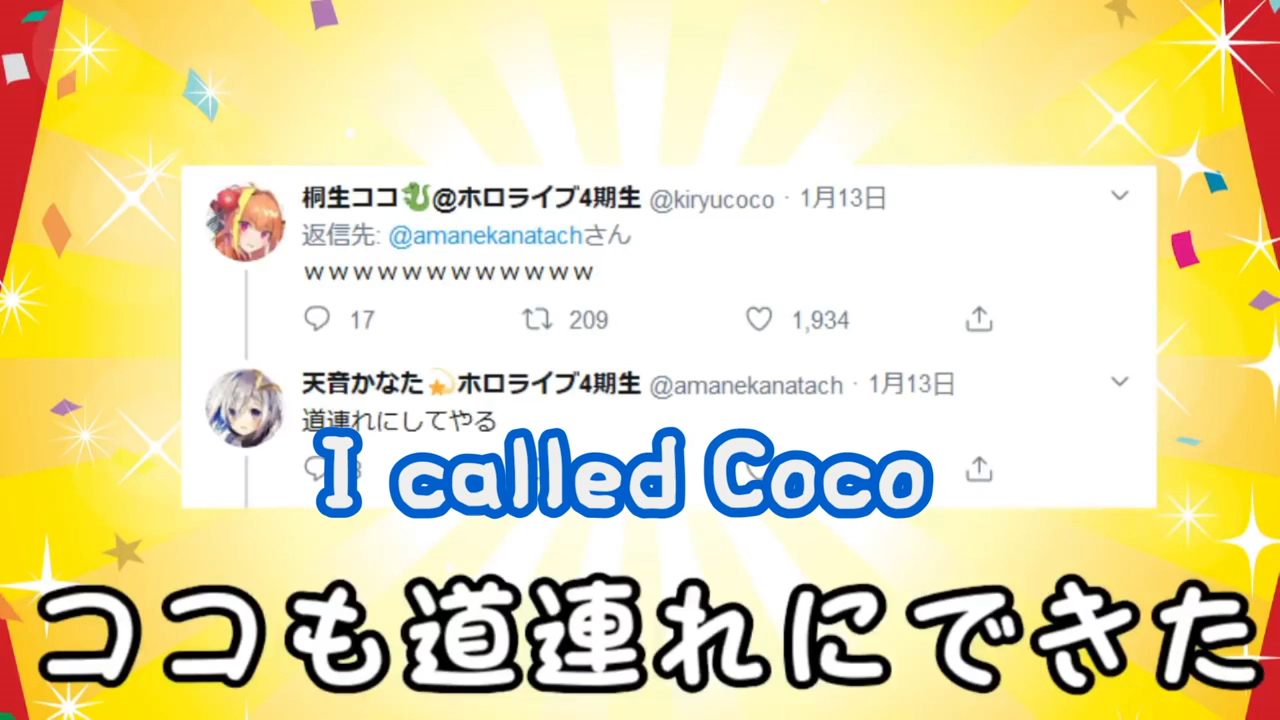 桐生ココ🐉@ホロライブ4期生 @kiryucoco · 1月13日
返信先: @amanekanatachさん
ｗｗｗｗｗｗｗｗｗｗｗｗ
17 209 1,934
天音かなた💫ホロライブ4期生 @amanekanatach · 1月13日
道連れにしてやる
I called Coco
ココも道連れにできた